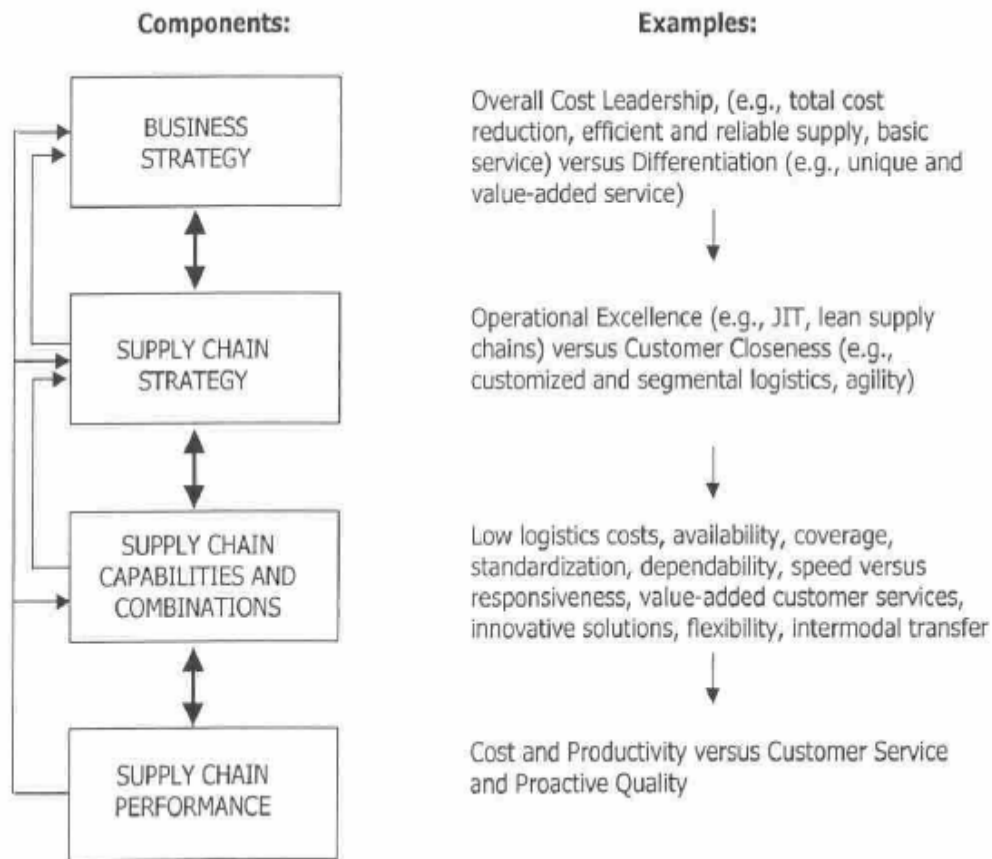 Components:
Examples:
BUSINESS
STRATEGY
Overall Cost Leadership, (e.g., total cost
reduction, efficient and reliable supply, basic
service) versus Differentiation (e.g., unique and
value-added service)
SUPPLY CHAIN
STRATEGY
Operational Excellence (e.g., JIT, lean supply
chains) versus Customer Closeness (e.g.,
customized and segmental logistics, agility)
SUPPLY CHAIN
CAPABILITIES AND
COMBINATIONS
Low logistics costs, availability, coverage,
standardization, dependability, speed versus
responsiveness, value-added customer services,
innovative solutions, flexibility, intermodal transfer
SUPPLY CHAIN
PERFORMANCE
Cost and Productivity versus Customer Service
and Proactive Quality